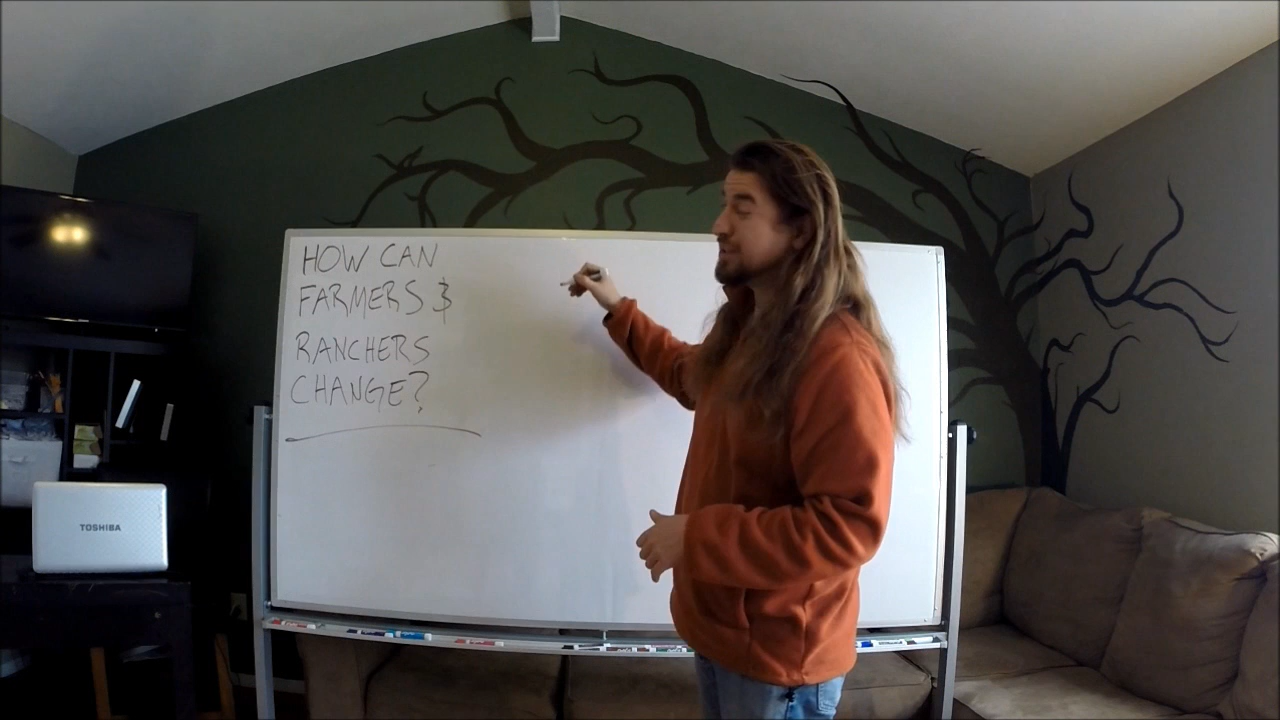 HOW CAN
FARMERS &
RANCHERS
CHANGE?
TOSHIBA